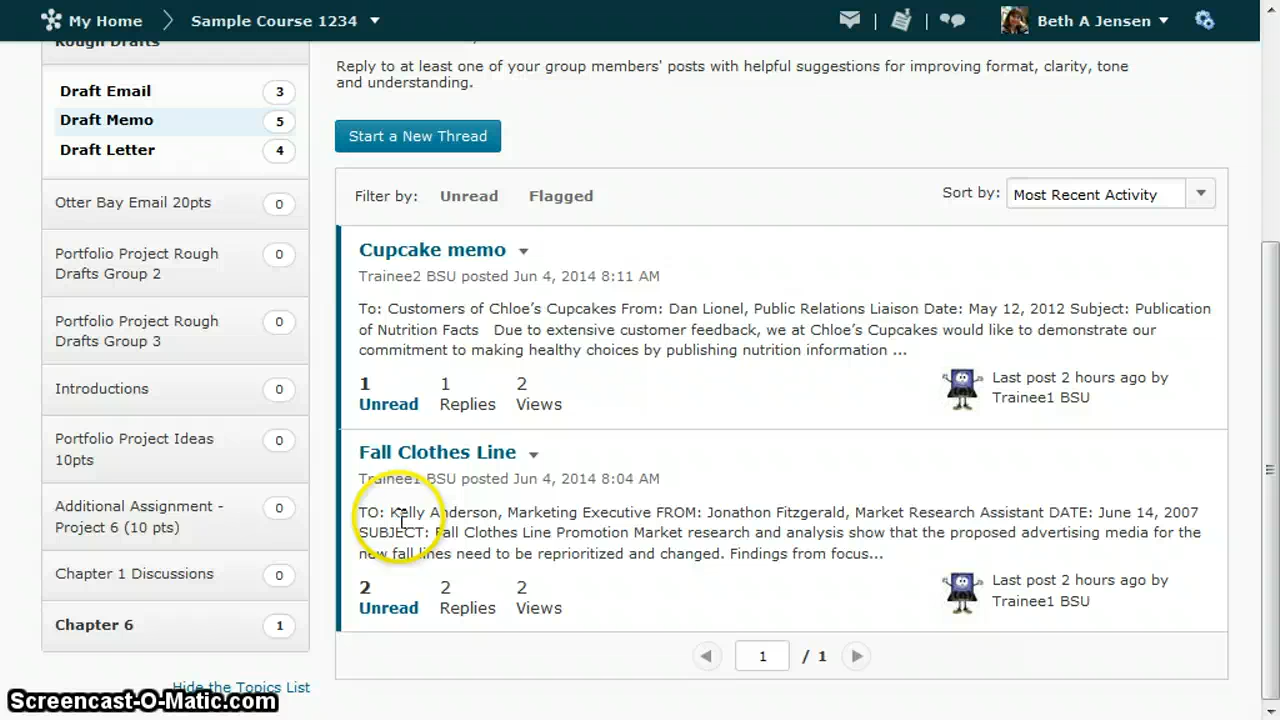 My Home
Sample Course 1234
Beth A Jensen
Rough Drafts
Draft Email 3
Draft Memo 5
Draft Letter 4
Otter Bay Email 20pts 0
Portfolio Project Rough
Drafts Group 2
0
Portfolio Project Rough
Drafts Group 3
0
Introductions 0
Portfolio Project Ideas
10pts
0
Additional Assignment -
Project 6 (10 pts)
0
Chapter 1 Discussions 0
Chapter 6 1
Hide the Topics List
Reply to at least one of your group members' posts with helpful suggestions for improving format, clarity, tone
and understanding.
Start a New Thread
Filter by: Unread Flagged
Sort by: Most Recent Activity
Cupcake memo
Trainee2 BSU posted Jun 4, 2014 8:11 AM
To: Customers of Chloe’s Cupcakes From: Dan Lionel, Public Relations Liaison Date: May 12, 2012 Subject: Publication
of Nutrition Facts Due to extensive customer feedback, we at Chloe’s Cupcakes would like to demonstrate our
commitment to making healthy choices by publishing nutrition information ...
1 1 2
Unread Replies Views
Last post 2 hours ago by
Trainee1 BSU
Fall Clothes Line
Trainee1 BSU posted Jun 4, 2014 8:04 AM
TO: Kelly Anderson, Marketing Executive FROM: Jonathon Fitzgerald, Market Research Assistant DATE: June 14, 2007
SUBJECT: Fall Clothes Line Promotion Market research and analysis show that the proposed advertising media for the
new fall lines need to be reprioritized and changed. Findings from focus...
2 2 2
Unread Replies Views
Last post 2 hours ago by
Trainee1 BSU
1 / 1
Screencast-O-Matic.com